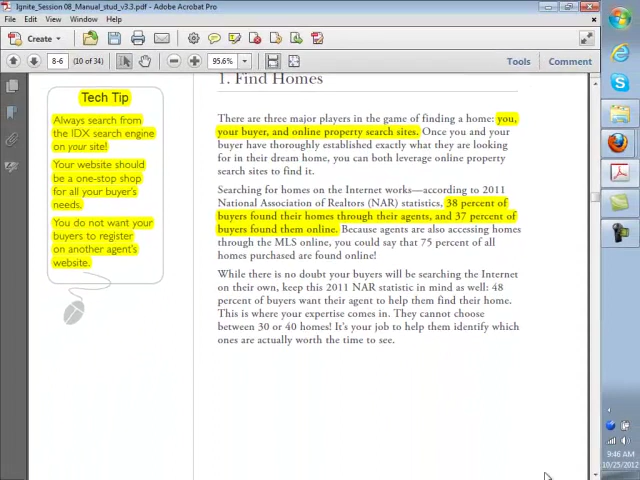 Ignite_Session 08_Manual_stud_v3.3.pdf - Adobe Acrobat Pro
File Edit View Window Help
Create
Customize
8-6 (10 of 34) 95.6%
Tools Comment
1. Find Homes
Tech Tip
Always search from
the IDX search engine
on your site!
Your website should
be a one-stop shop
for all your buyer's
needs.
You do not want your
buyers to register
on another agent's
website.
There are three major players in the game of finding a home: you,
your buyer, and online property search sites. Once you and your
buyer have thoroughly established exactly what they are looking
for in their dream home, you can both leverage online property
search sites to find it.
Searching for homes on the Internet works—according to 2011
National Association of Realtors (NAR) statistics, 38 percent of
buyers found their homes through their agents, and 37 percent of
buyers found them online. Because agents are also accessing homes
through the MLS online, you could say that 75 percent of all
homes purchased are found online!
While there is no doubt your buyers will be searching the Internet
on their own, keep this 2011 NAR statistic in mind as well: 48
percent of buyers want their agent to help them find their home.
This is where your expertise comes in. They cannot choose
between 30 or 40 homes! It's your job to help them identify which
ones are actually worth the time to see.
9:46 AM
10/25/2012